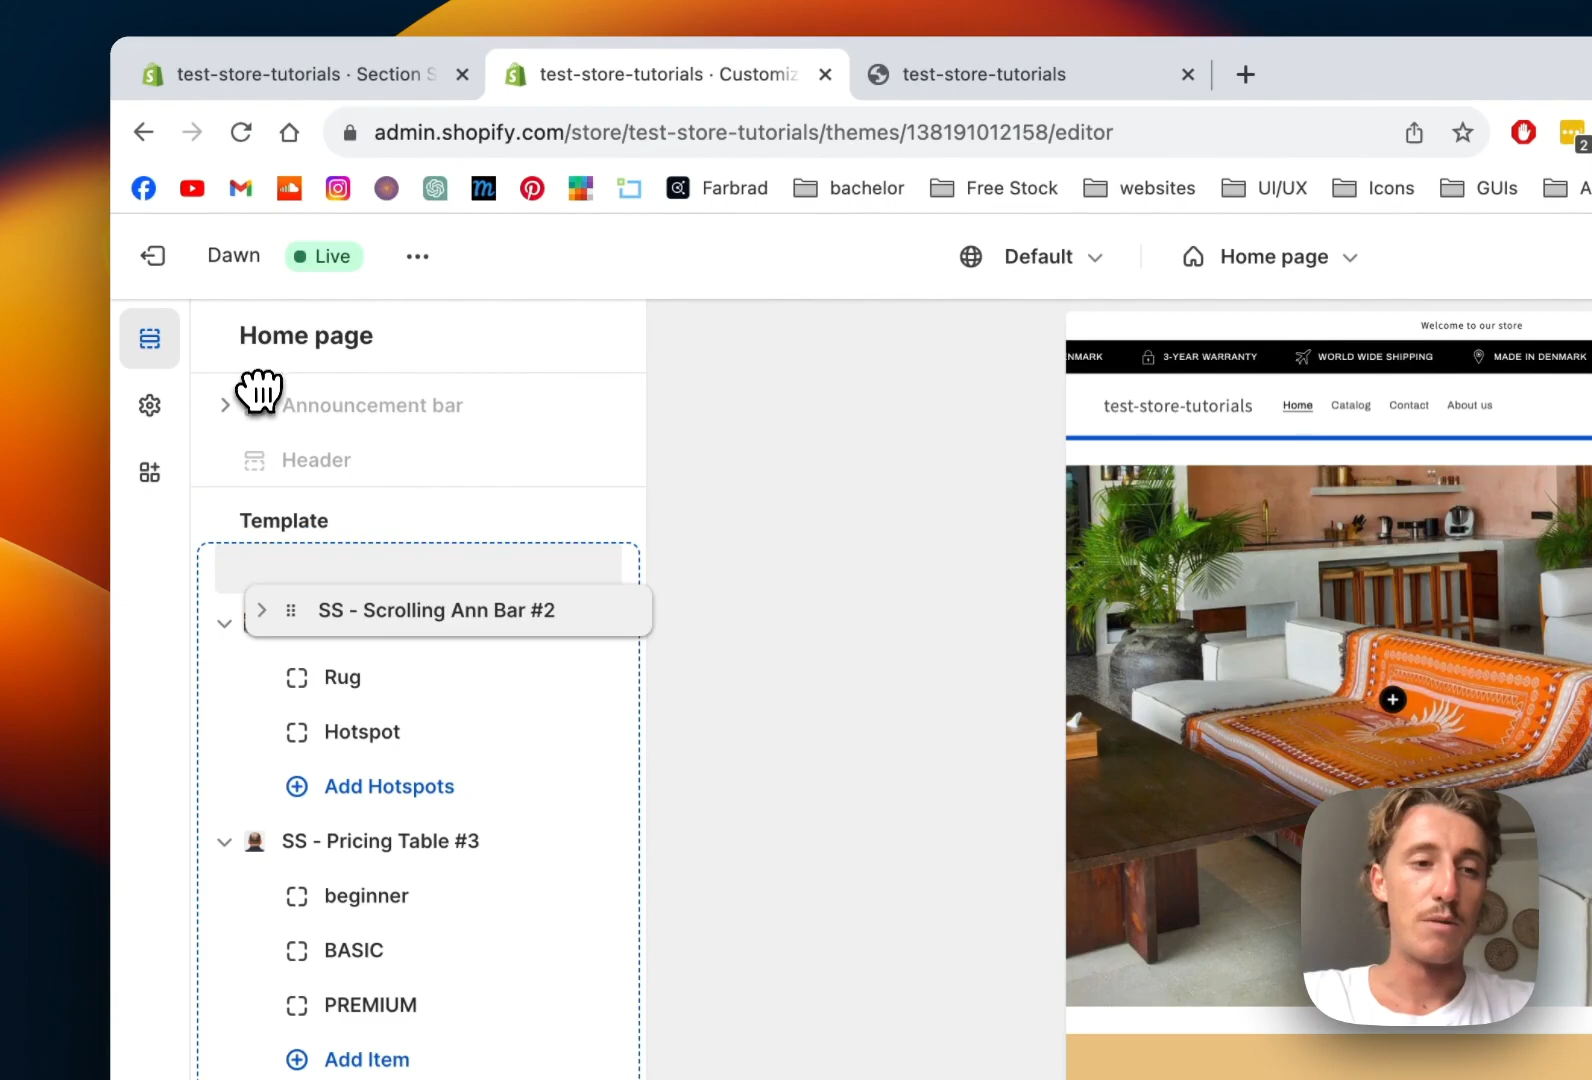 test-store-tutorials · Section S
test-store-tutorials · Customiz
test-store-tutorials
admin.shopify.com/store/test-store-tutorials/themes/138191012158/editor
2
Farbrad
bachelor
Free Stock
websites
UI/UX
Icons
GUIs
A
Dawn
Live
Default
Home page
Home page
Announcement bar
Header
Template
SS - Scrolling Ann Bar #2
Rug
Hotspot
Add Hotspots
SS - Pricing Table #3
beginner
BASIC
PREMIUM
Add Item
Welcome to our store
ENMARK
3-YEAR WARRANTY
WORLD WIDE SHIPPING
MADE IN DENMARK
test-store-tutorials
Home
Catalog
Contact
About us